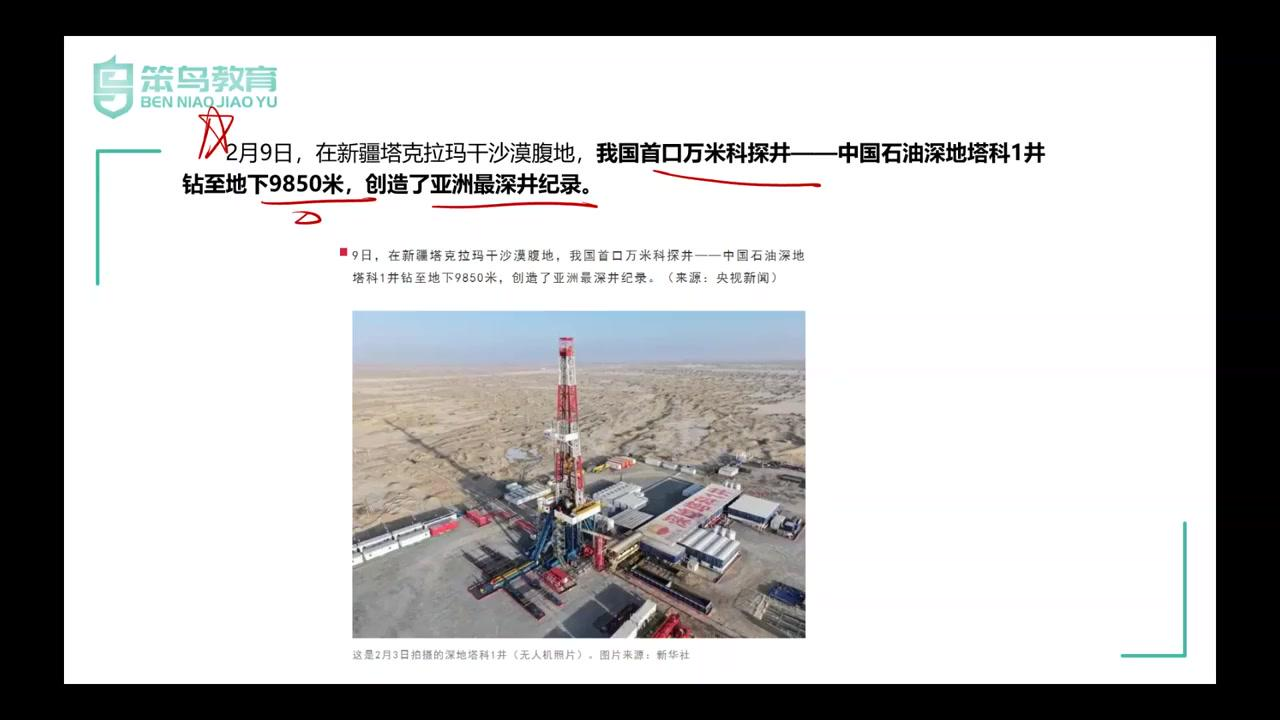 笨鸟教育
BEN NIAO JIAO YU
2月9日，在新疆塔克拉玛干沙漠腹地，我国首口万米科探井——中国石油深地塔科1井
钻至地下9850米，创造了亚洲最深井纪录。
9日，在新疆塔克拉玛干沙漠腹地，我国首口万米科探井——中国石油深地
塔科1井钻至地下9850米，创造了亚洲最深井纪录。（来源：央视新闻）
深地塔科1井
这是2月3日拍摄的深地塔科1井（无人机照片）。图片来源：新华社